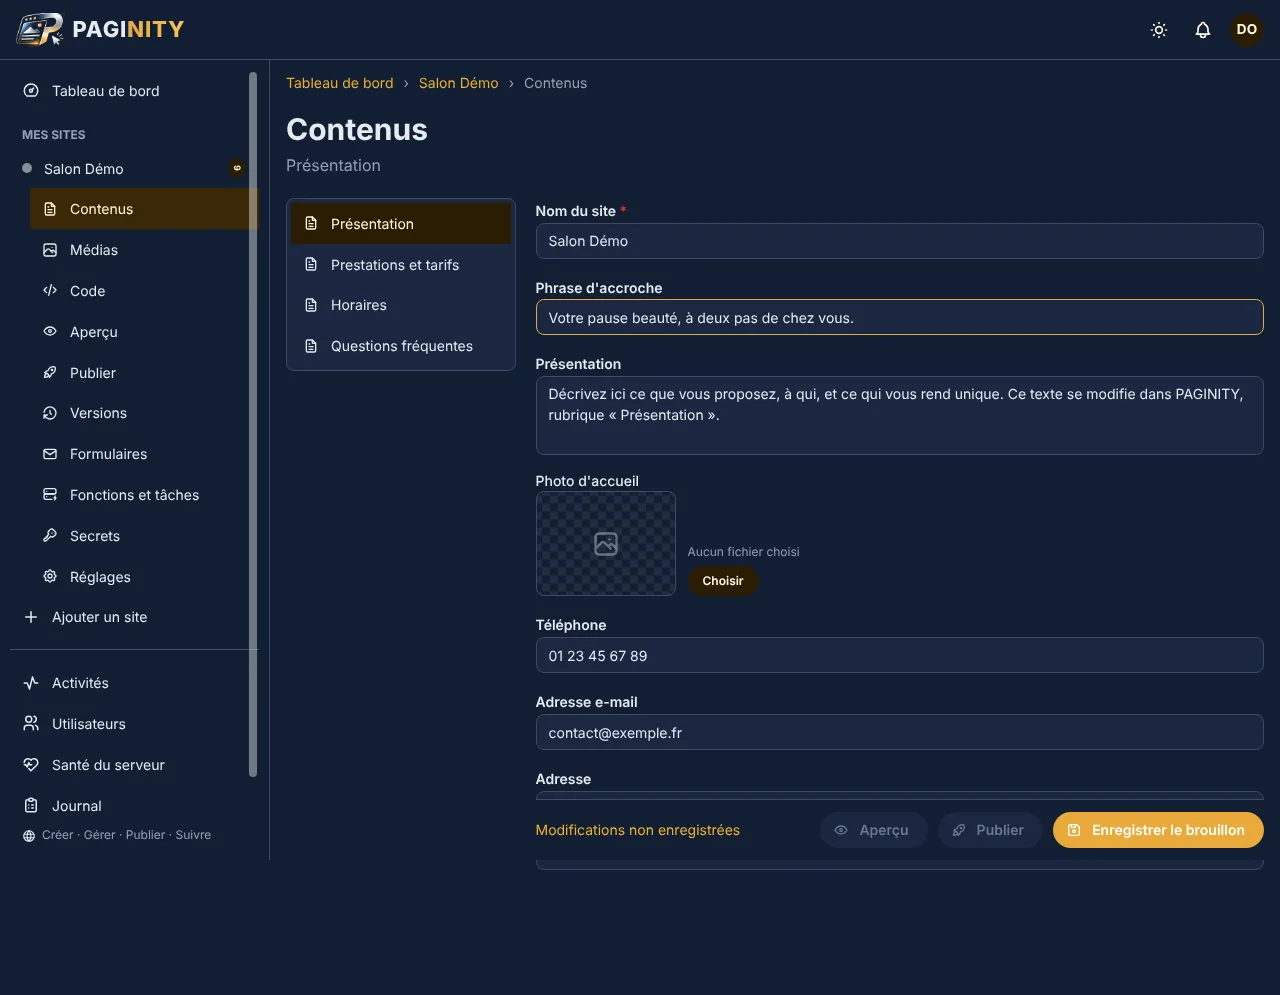 PAGINITY
DO
Tableau de bord
MES SITES
Salon Démo
Contenus
Médias
Code
Aperçu
Publier
Versions
Formulaires
Fonctions et tâches
Secrets
Réglages
Ajouter un site
Activités
Utilisateurs
Santé du serveur
Journal
Créer · Gérer · Publier · Suivre
Tableau de bord › Salon Démo › Contenus
Contenus
Présentation
Présentation
Prestations et tarifs
Horaires
Questions fréquentes
Nom du site *
Salon Démo
Phrase d'accroche
Votre pause beauté, à deux pas de chez vous.
Présentation
Décrivez ici ce que vous proposez, à qui, et ce qui vous rend unique. Ce texte se modifie dans PAGINITY,
rubrique « Présentation ».
Photo d'accueil
Aucun fichier choisi
Choisir
Téléphone
01 23 45 67 89
Adresse e-mail
contact@exemple.fr
Adresse
Modifications non enregistrées
Aperçu
Publier
Enregistrer le brouillon